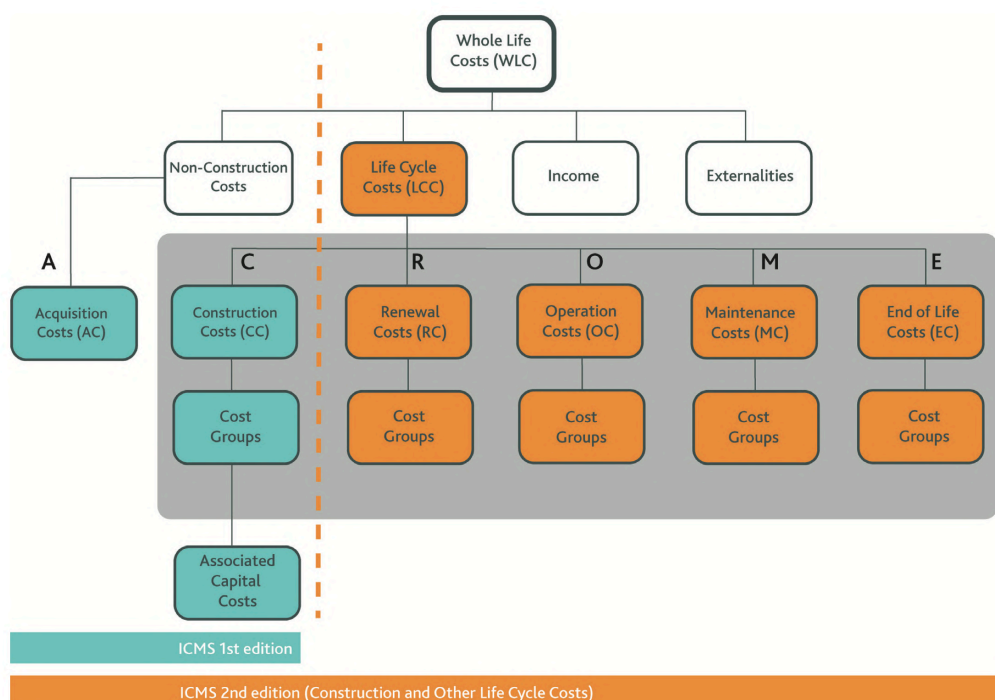 Whole Life
Costs (WLC)
Non-Construction
Costs
Life Cycle
Costs (LCC)
Income
Externalities
A
C
R
O
M
E
Acquisition
Costs (AC)
Construction
Costs (CC)
Renewal
Costs (RC)
Operation
Costs (OC)
Maintenance
Costs (MC)
End of Life
Costs (EC)
Cost
Groups
Cost
Groups
Cost
Groups
Cost
Groups
Cost
Groups
Associated
Capital
Costs
ICMS 1st edition
ICMS 2nd edition (Construction and Other Life Cycle Costs)